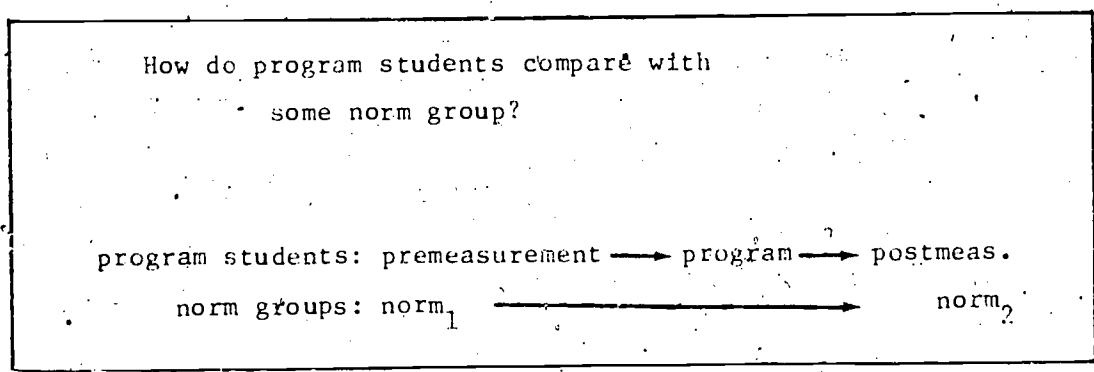 How do program students compare with
some norm group?
program students: premeasurement → program → postmeas.
norm groups: norm₁ → norm₂